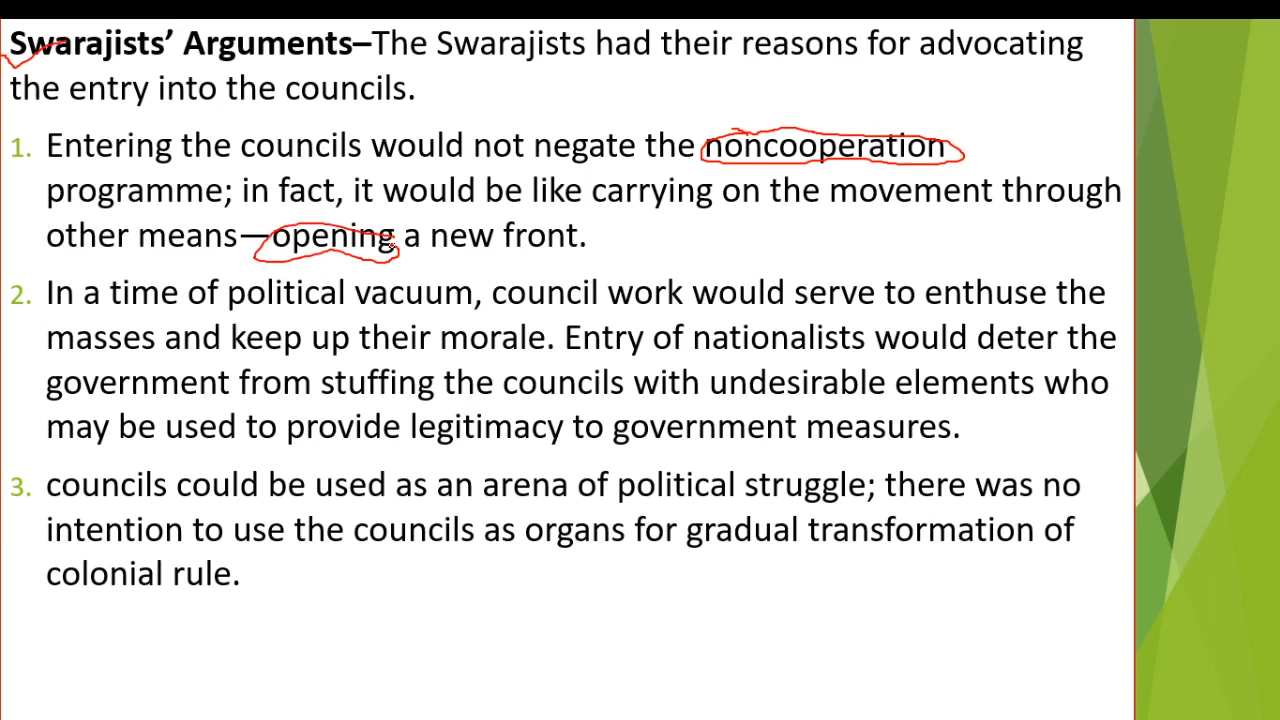 Swarajists’ Arguments–The Swarajists had their reasons for advocating
the entry into the councils.
1. Entering the councils would not negate the noncooperation
programme; in fact, it would be like carrying on the movement through
other means—opening a new front.
2. In a time of political vacuum, council work would serve to enthuse the
masses and keep up their morale. Entry of nationalists would deter the
government from stuffing the councils with undesirable elements who
may be used to provide legitimacy to government measures.
3. councils could be used as an arena of political struggle; there was no
intention to use the councils as organs for gradual transformation of
colonial rule.